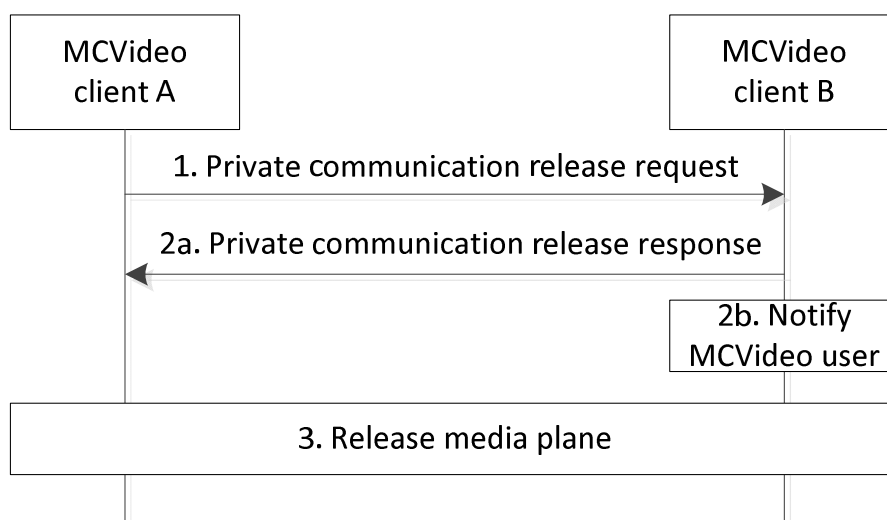 MCVideo
client A
MCVideo
client B
1. Private communication release request
2a. Private communication release response
2b. Notify
MCVideo user
3. Release media plane